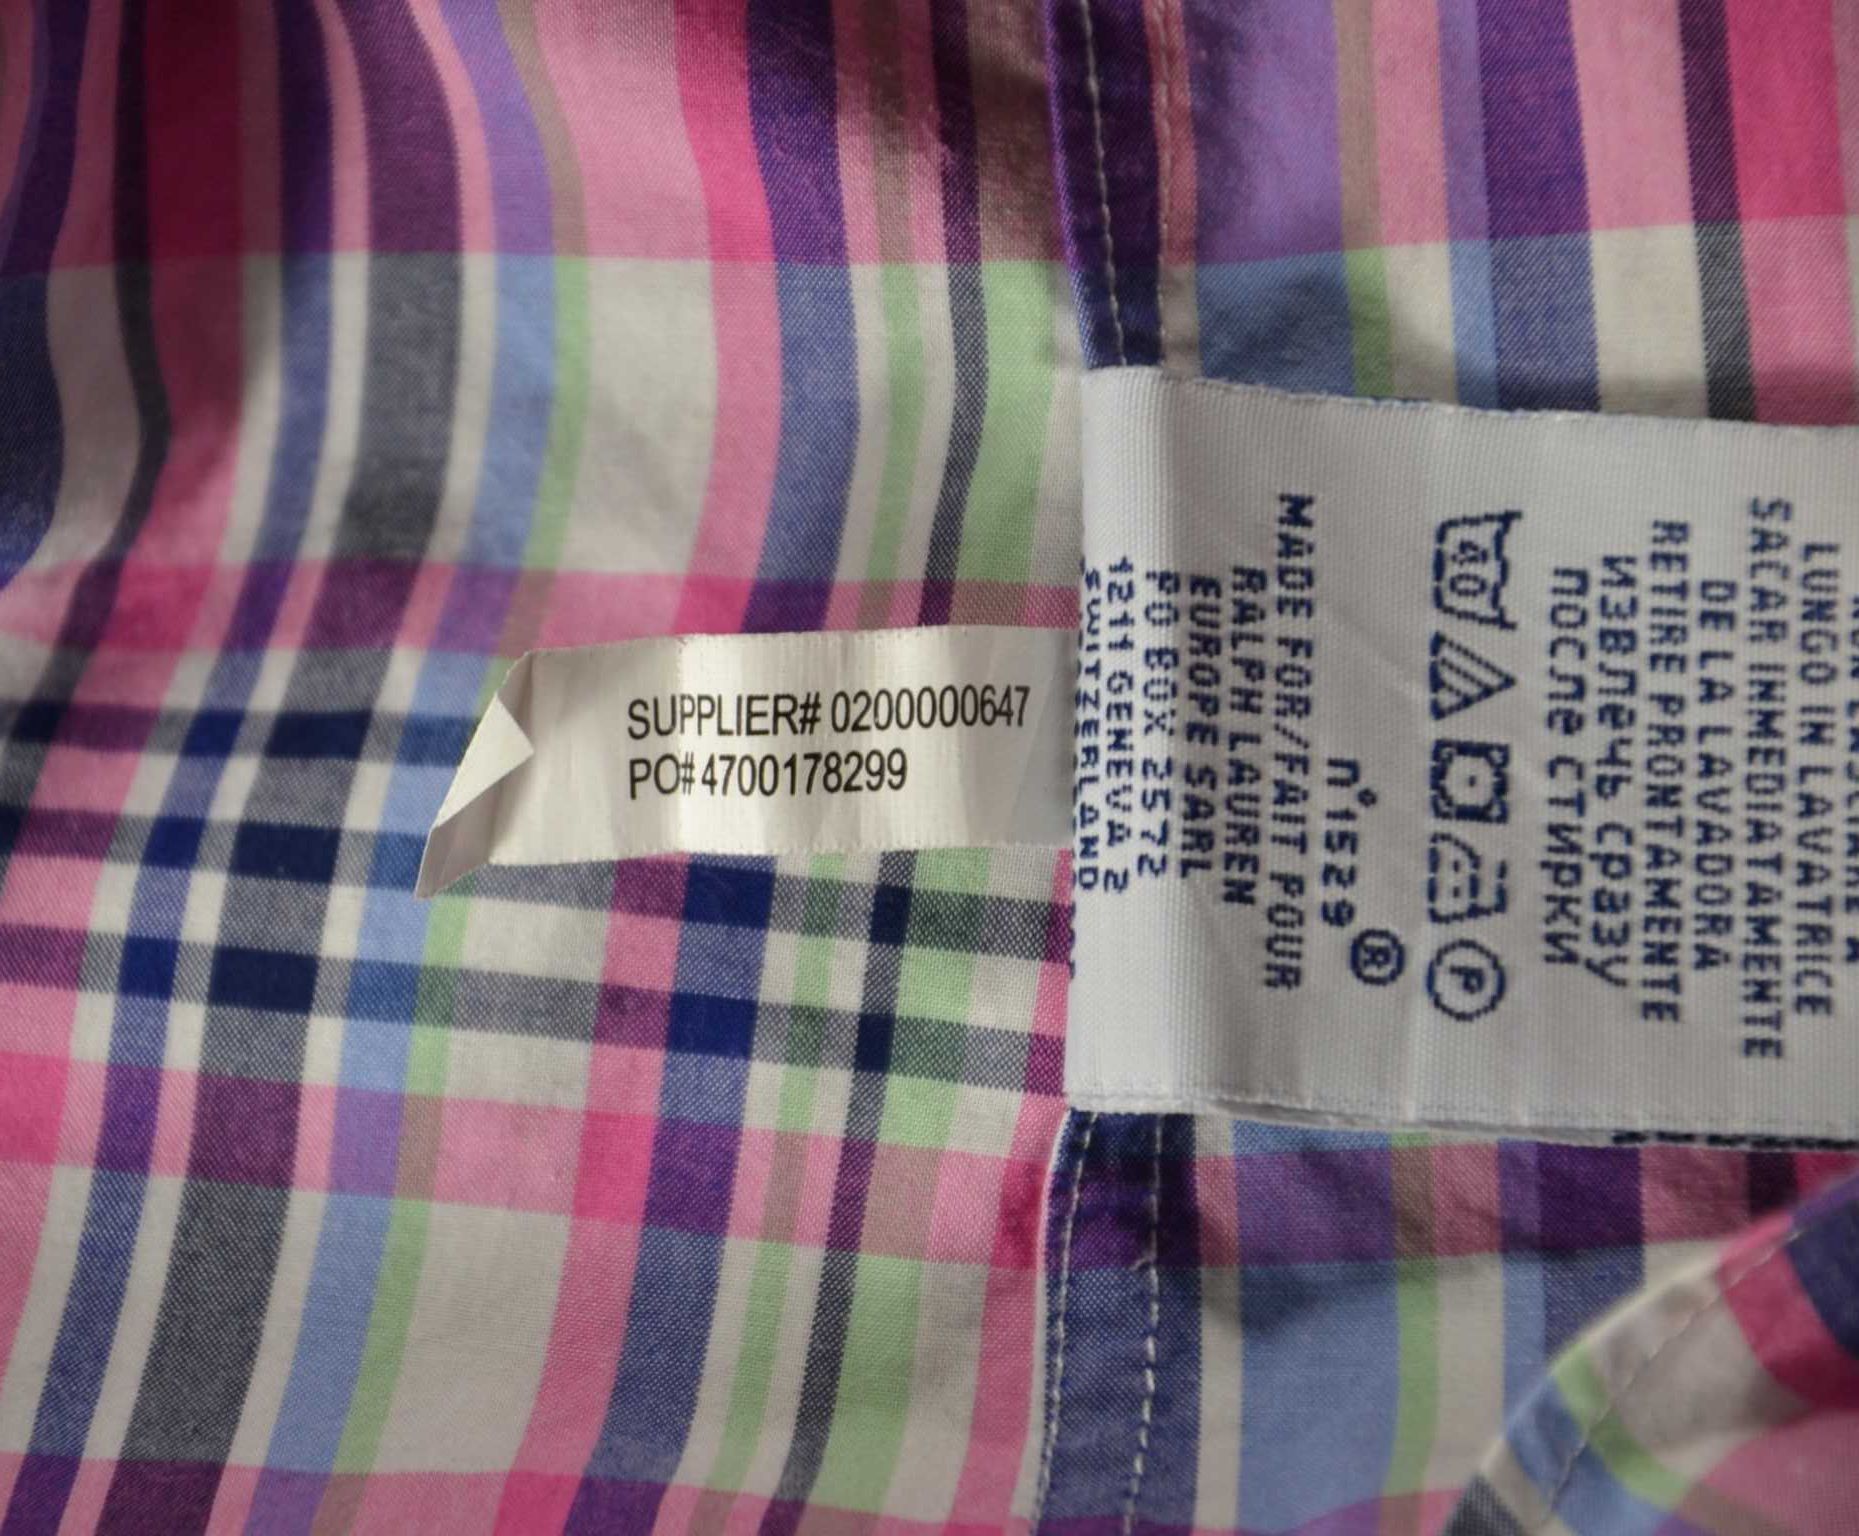 SUPPLIER# 0200000647
PO# 4700178299
LUNGO IN LAVATRICE
SACAR INMEDIATAMENTE
DE LA LAVADORA
RETIRE PRONTAMENTE
ИЗВЛЕЧЬ СРАЗУ
ПОСЛЕ СТИРКИ
40
P
®
n°1529
MADE FOR/FAIT POUR
RALPH LAUREN
EUROPE SARL
PO BOX 2572
1211 GENEVA 2
SWITZERLAND